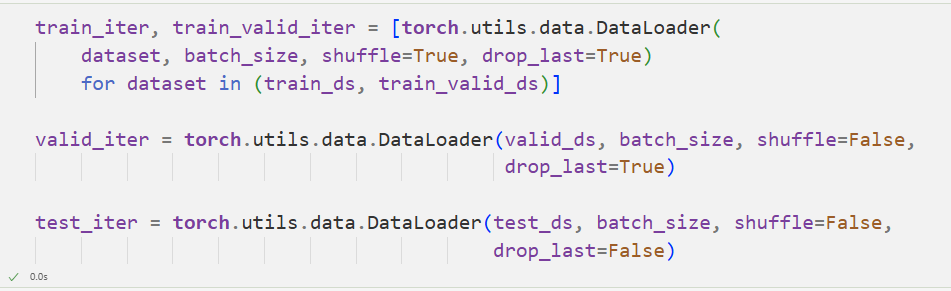 train_iter, train_valid_iter = [torch.utils.data.DataLoader(
    dataset, batch_size, shuffle=True, drop_last=True)
    for dataset in (train_ds, train_valid_ds)]

valid_iter = torch.utils.data.DataLoader(valid_ds, batch_size, shuffle=False,
                                         drop_last=True)

test_iter = torch.utils.data.DataLoader(test_ds, batch_size, shuffle=False,
                                        drop_last=False)
✓ 0.0s